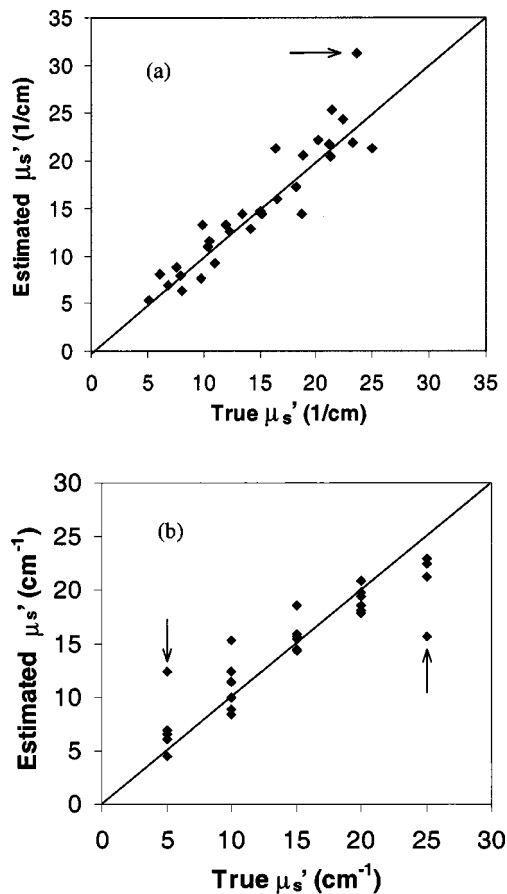 35
(a)
30
25
20
15
10
5
0
Estimated μs' (1/cm)
0 5 10 15 20 25 30 35
True μs' (1/cm)
30
(b)
25
20
15
10
5
0
Estimated μs' (cm⁻¹)
0 5 10 15 20 25 30
True μs' (cm⁻¹)